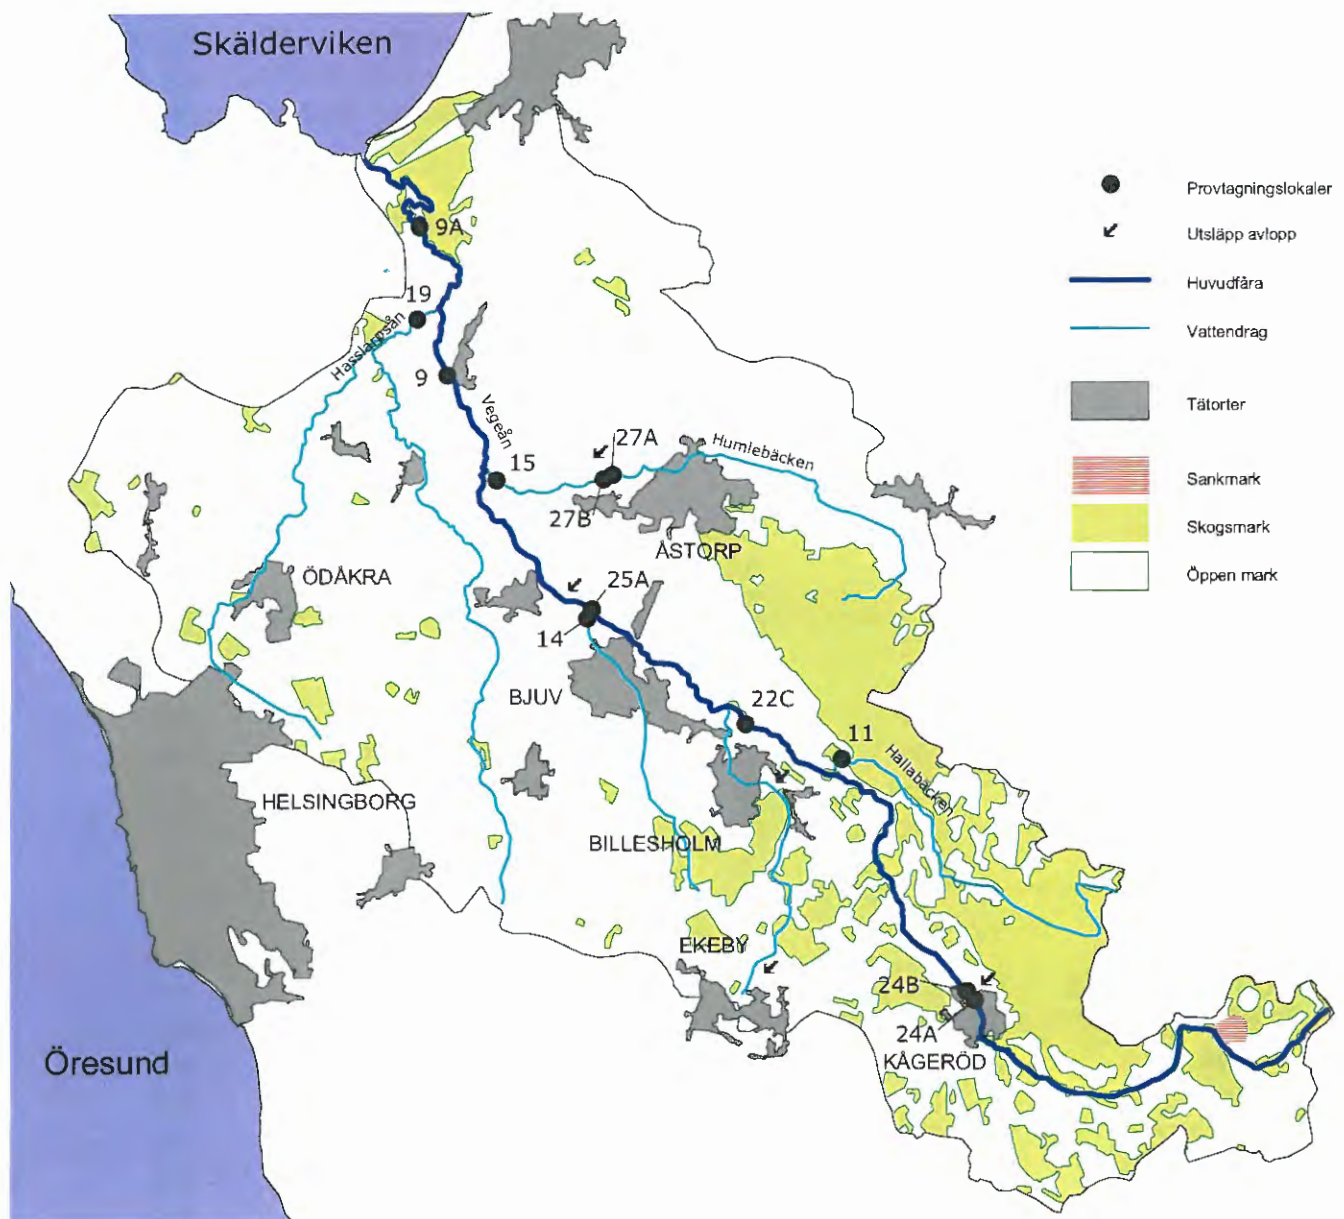 Skälderviken
Provtagningslokaler
Utsläpp avlopp
Huvudfåra
Vattendrag
Tätorter
Sankmark
Skogsmark
Öppen mark
9A
19
Hasslarpsån
9
Vegeån
15
27A
Humlebäcken
27B
ÅSTORP
ÖDÅKRA
25A
14
BJUV
22C
11
Hallabäcken
HELSINGBORG
BILLESHOLM
EKEBY
24B
24A
KÅGERÖD
Öresund